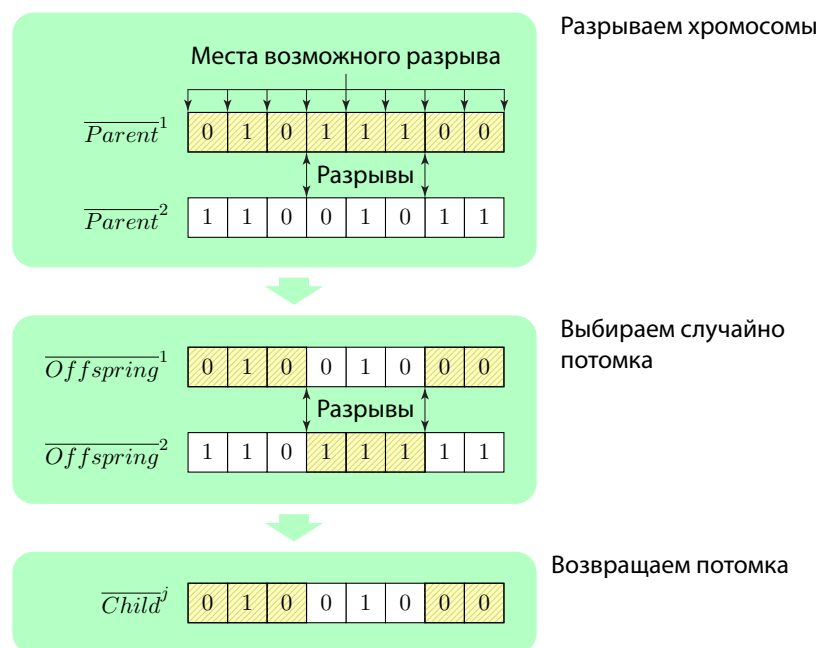 Разрываем хромосомы
Места возможного разрыва
Parent¹ 0 1 0 1 1 1 0 0
Разрывы
Parent² 1 1 0 0 1 0 1 1
Выбираем случайно
потомка
Offspring¹ 0 1 0 0 1 0 0 0
Разрывы
Offspring² 1 1 0 1 1 1 1 1
Возвращаем потомка
Childʲ 0 1 0 0 1 0 0 0